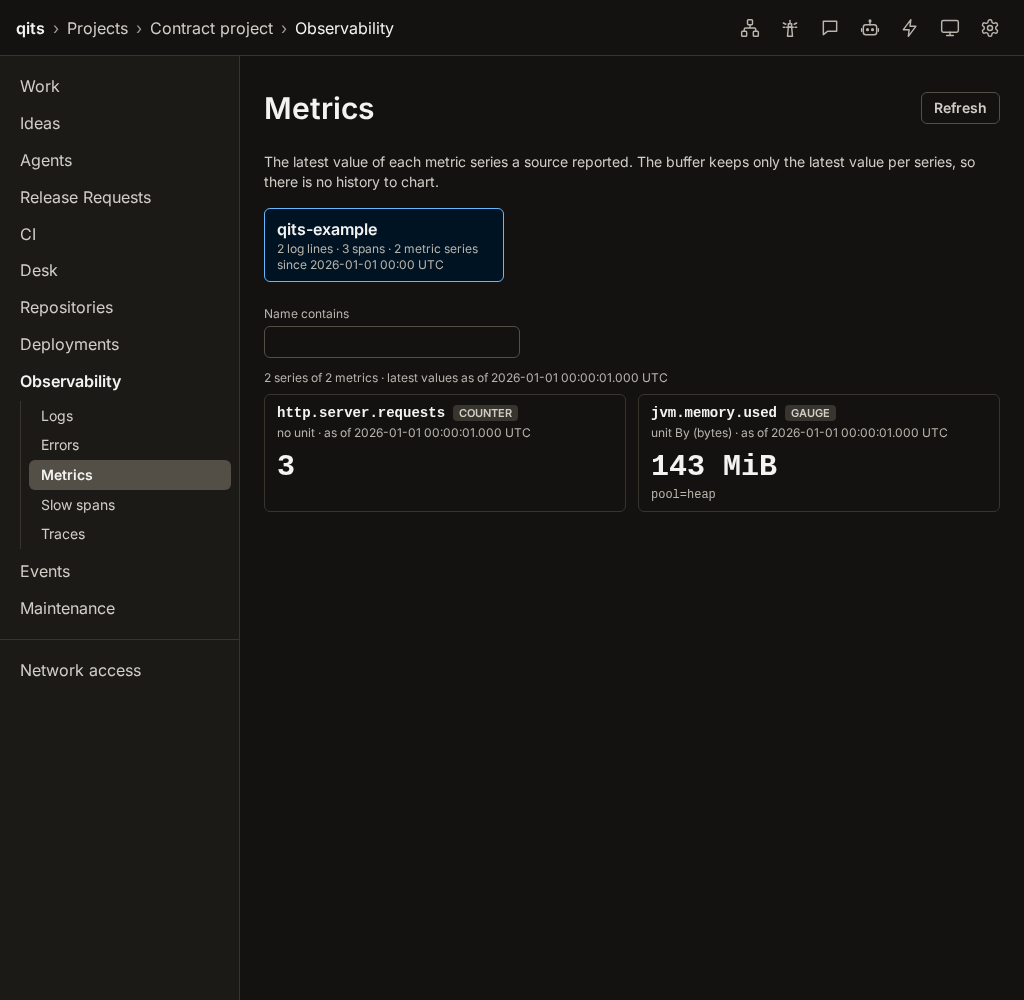 qits › Projects › Contract project › Observability
Work
Ideas
Agents
Release Requests
CI
Desk
Repositories
Deployments
Observability
Logs
Errors
Metrics
Slow spans
Traces
Events
Maintenance
Network access
Metrics
Refresh
The latest value of each metric series a source reported. The buffer keeps only the latest value per series, so
there is no history to chart.
qits-example
2 log lines · 3 spans · 2 metric series
since 2026-01-01 00:00 UTC
Name contains
2 series of 2 metrics · latest values as of 2026-01-01 00:00:01.000 UTC
http.server.requests COUNTER
no unit · as of 2026-01-01 00:00:01.000 UTC
3
jvm.memory.used GAUGE
unit By (bytes) · as of 2026-01-01 00:00:01.000 UTC
143 MiB
pool=heap